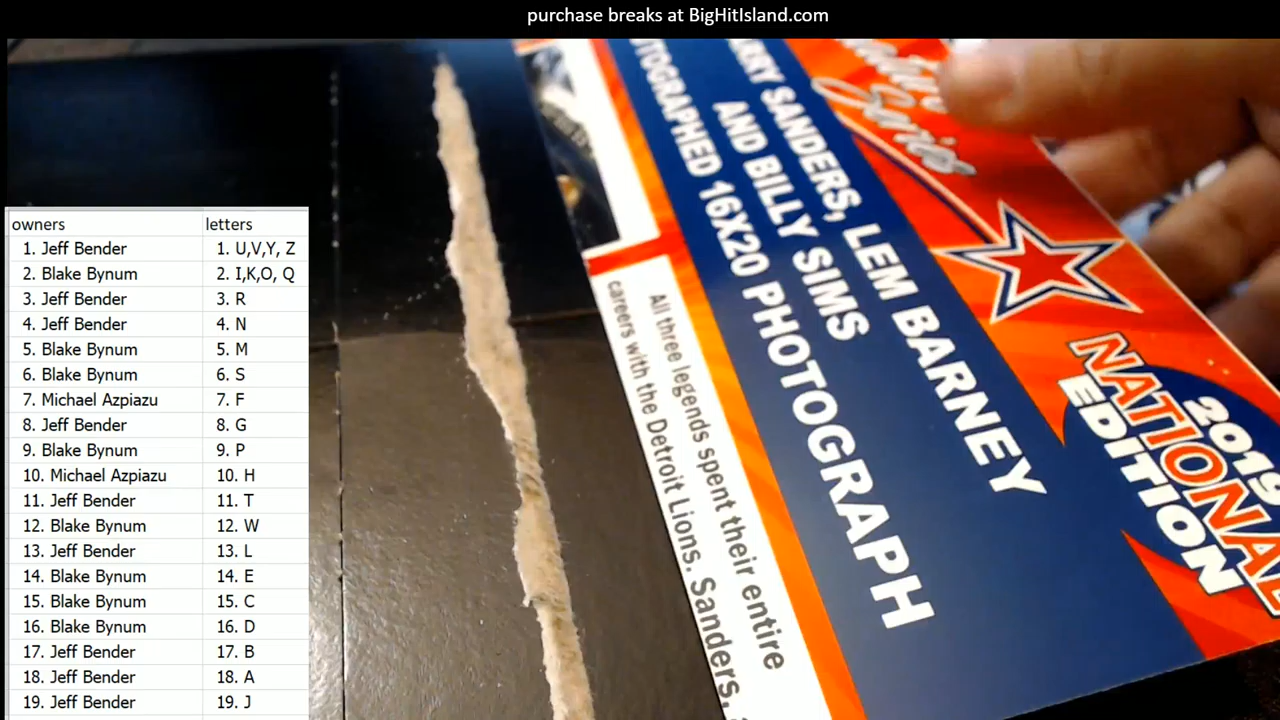 purchase breaks at BigHitIsland.com
owners letters
1. Jeff Bender 1. U,V,Y, Z
2. Blake Bynum 2. I,K,O, Q
3. Jeff Bender 3. R
4. Jeff Bender 4. N
5. Blake Bynum 5. M
6. Blake Bynum 6. S
7. Michael Azpiazu 7. F
8. Jeff Bender 8. G
9. Blake Bynum 9. P
10. Michael Azpiazu 10. H
11. Jeff Bender 11. T
12. Blake Bynum 12. W
13. Jeff Bender 13. L
14. Blake Bynum 14. E
15. Blake Bynum 15. C
16. Blake Bynum 16. D
17. Jeff Bender 17. B
18. Jeff Bender 18. A
19. Jeff Bender 19. J
Series
SANDERS, LEM BARNEY
AND BILLY SIMS
16X20 PHOTOGRAPH
All three legends spent their entire
careers with the Detroit Lions. Sanders,
2019
NATIONAL
EDITION